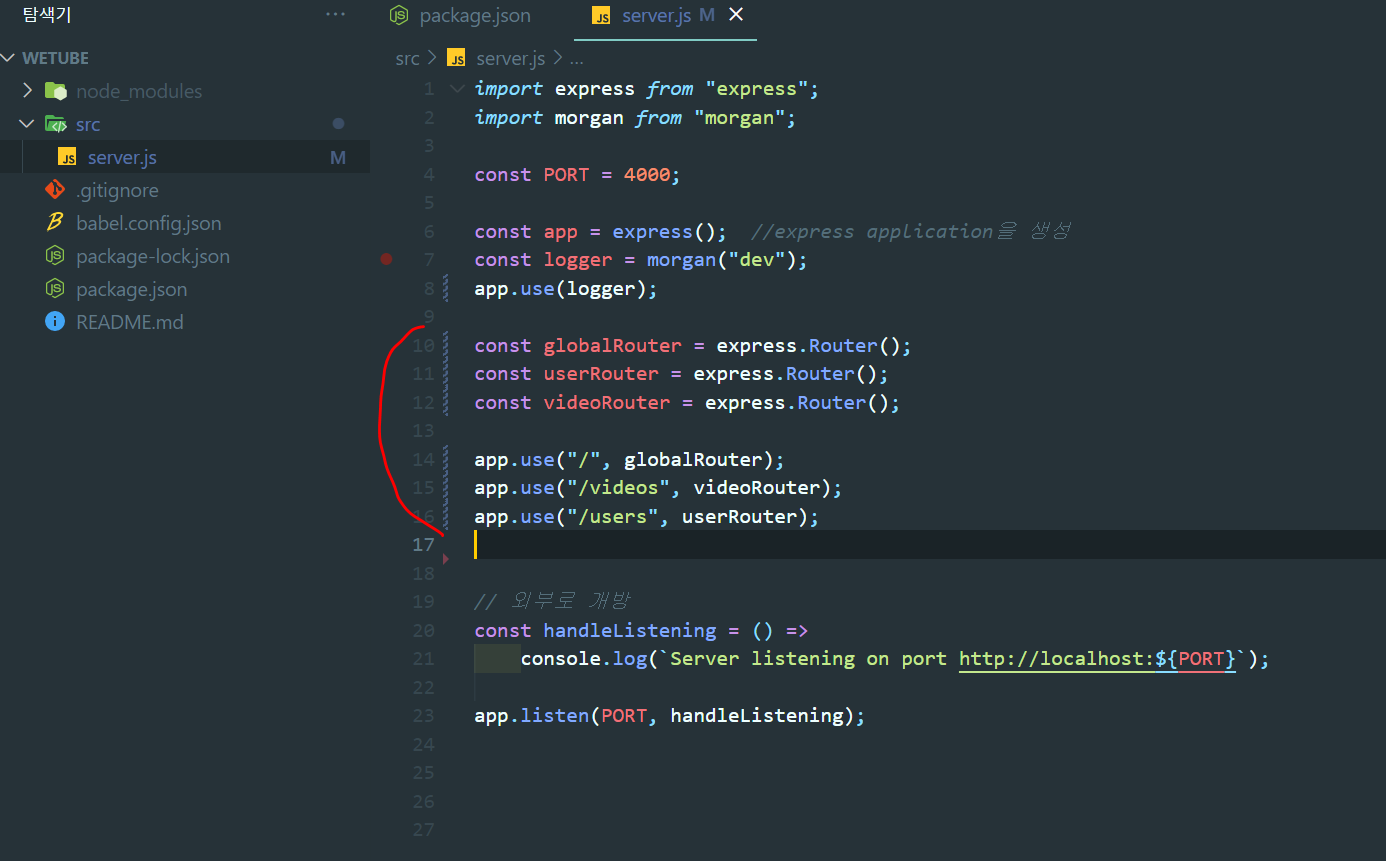 탐색기 ...
package.json
server.js M
WETUBE
node_modules
src
server.js M
.gitignore
babel.config.json
package-lock.json
package.json
README.md
src > server.js > ...
1 import express from "express";
2 import morgan from "morgan";
3
4 const PORT = 4000;
5
6 const app = express(); //express application을 생성
7 const logger = morgan("dev");
8 app.use(logger);
9
10 const globalRouter = express.Router();
11 const userRouter = express.Router();
12 const videoRouter = express.Router();
13
14 app.use("/", globalRouter);
15 app.use("/videos", videoRouter);
16 app.use("/users", userRouter);
17
18
19 // 외부로 개방
20 const handleListening = () =>
21 console.log(`Server listening on port http://localhost:${PORT}`);
22
23 app.listen(PORT, handleListening);
24
25
26
27